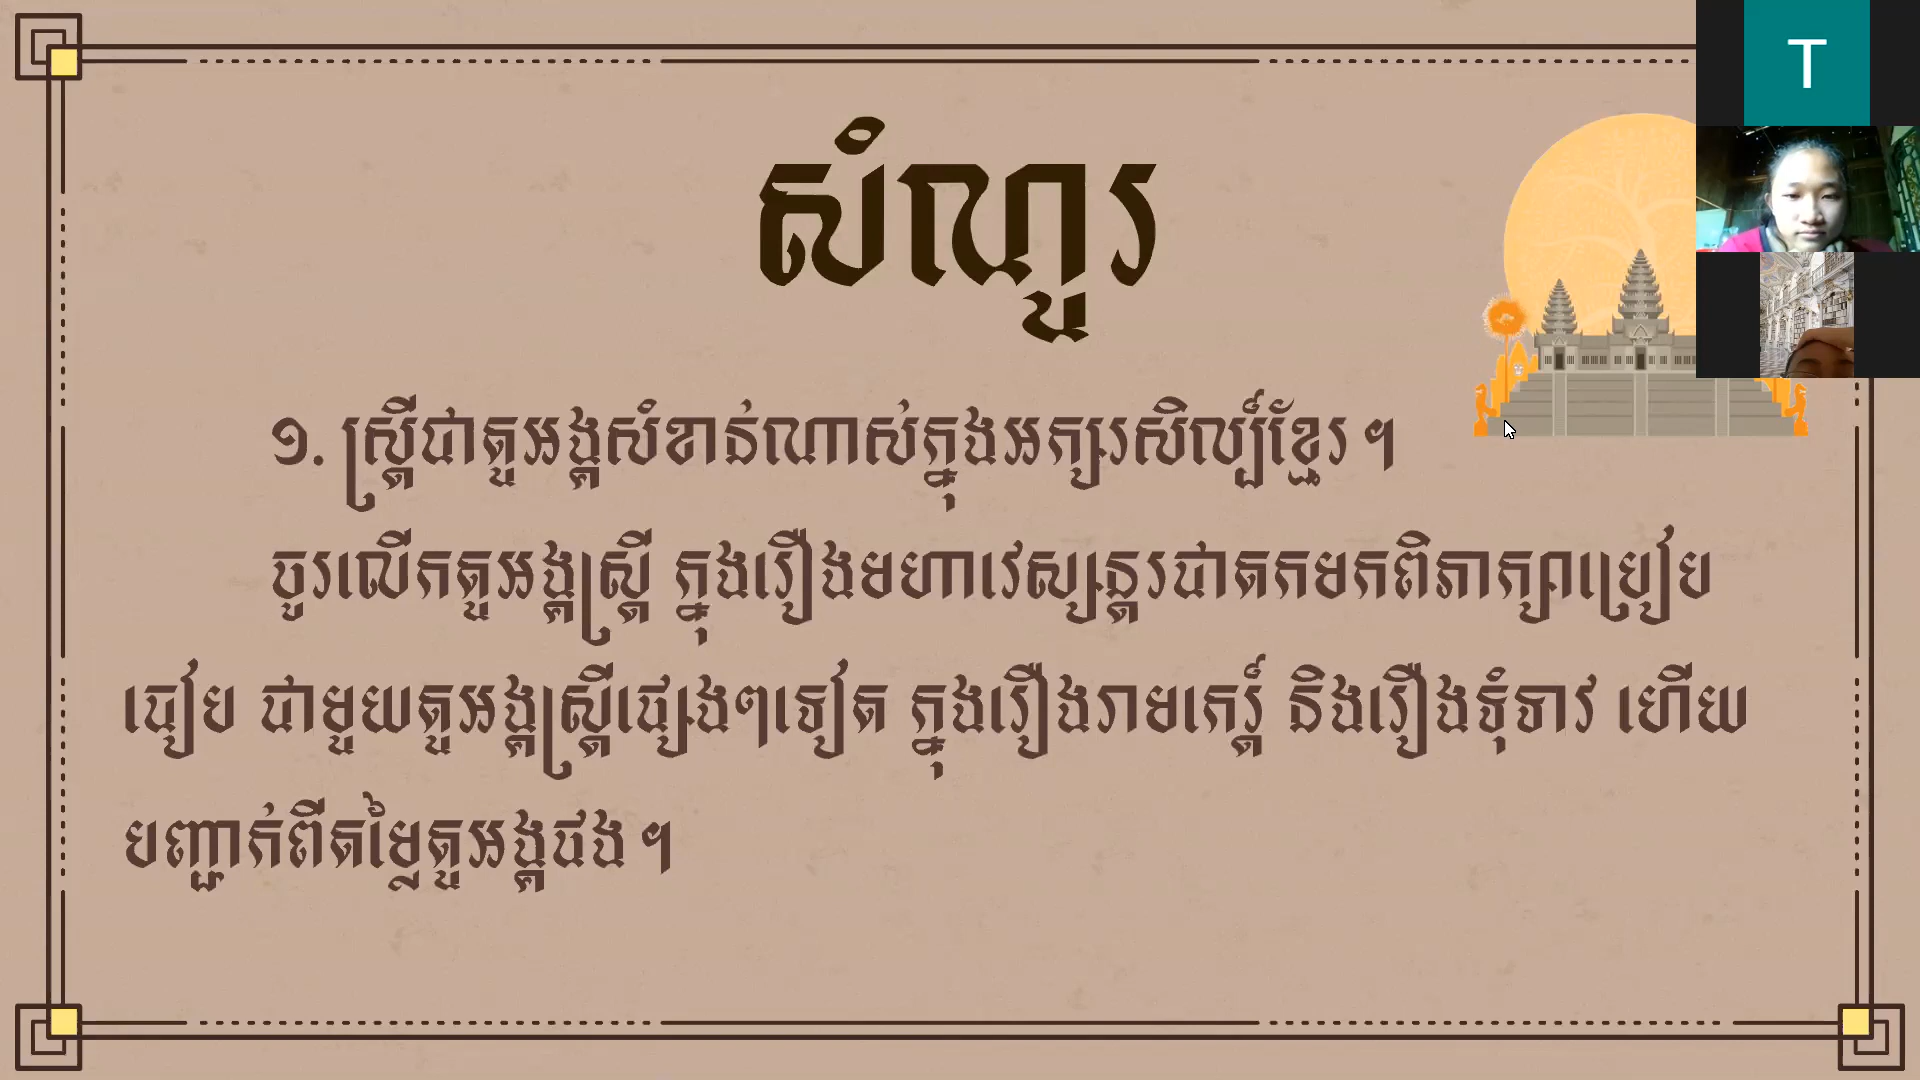 សំណួរ
T
១. ស្ត្រីជាតួអង្គសំខាន់ណាស់ក្នុងអក្សរសិល្ប៍ខ្មែរ ។
ចូរលើកតួអង្គស្ត្រី ក្នុងរឿងមហាវេស្សន្តរជាតកមកពិភាក្សាប្រៀប
ធៀប ជាមួយតួអង្គស្ត្រីផ្សេងៗទៀត ក្នុងរឿងរាមកេរ្តិ៍ និងរឿងទុំទាវ ហើយ
បញ្ជាក់ពីតម្លៃតួអង្គផង ។